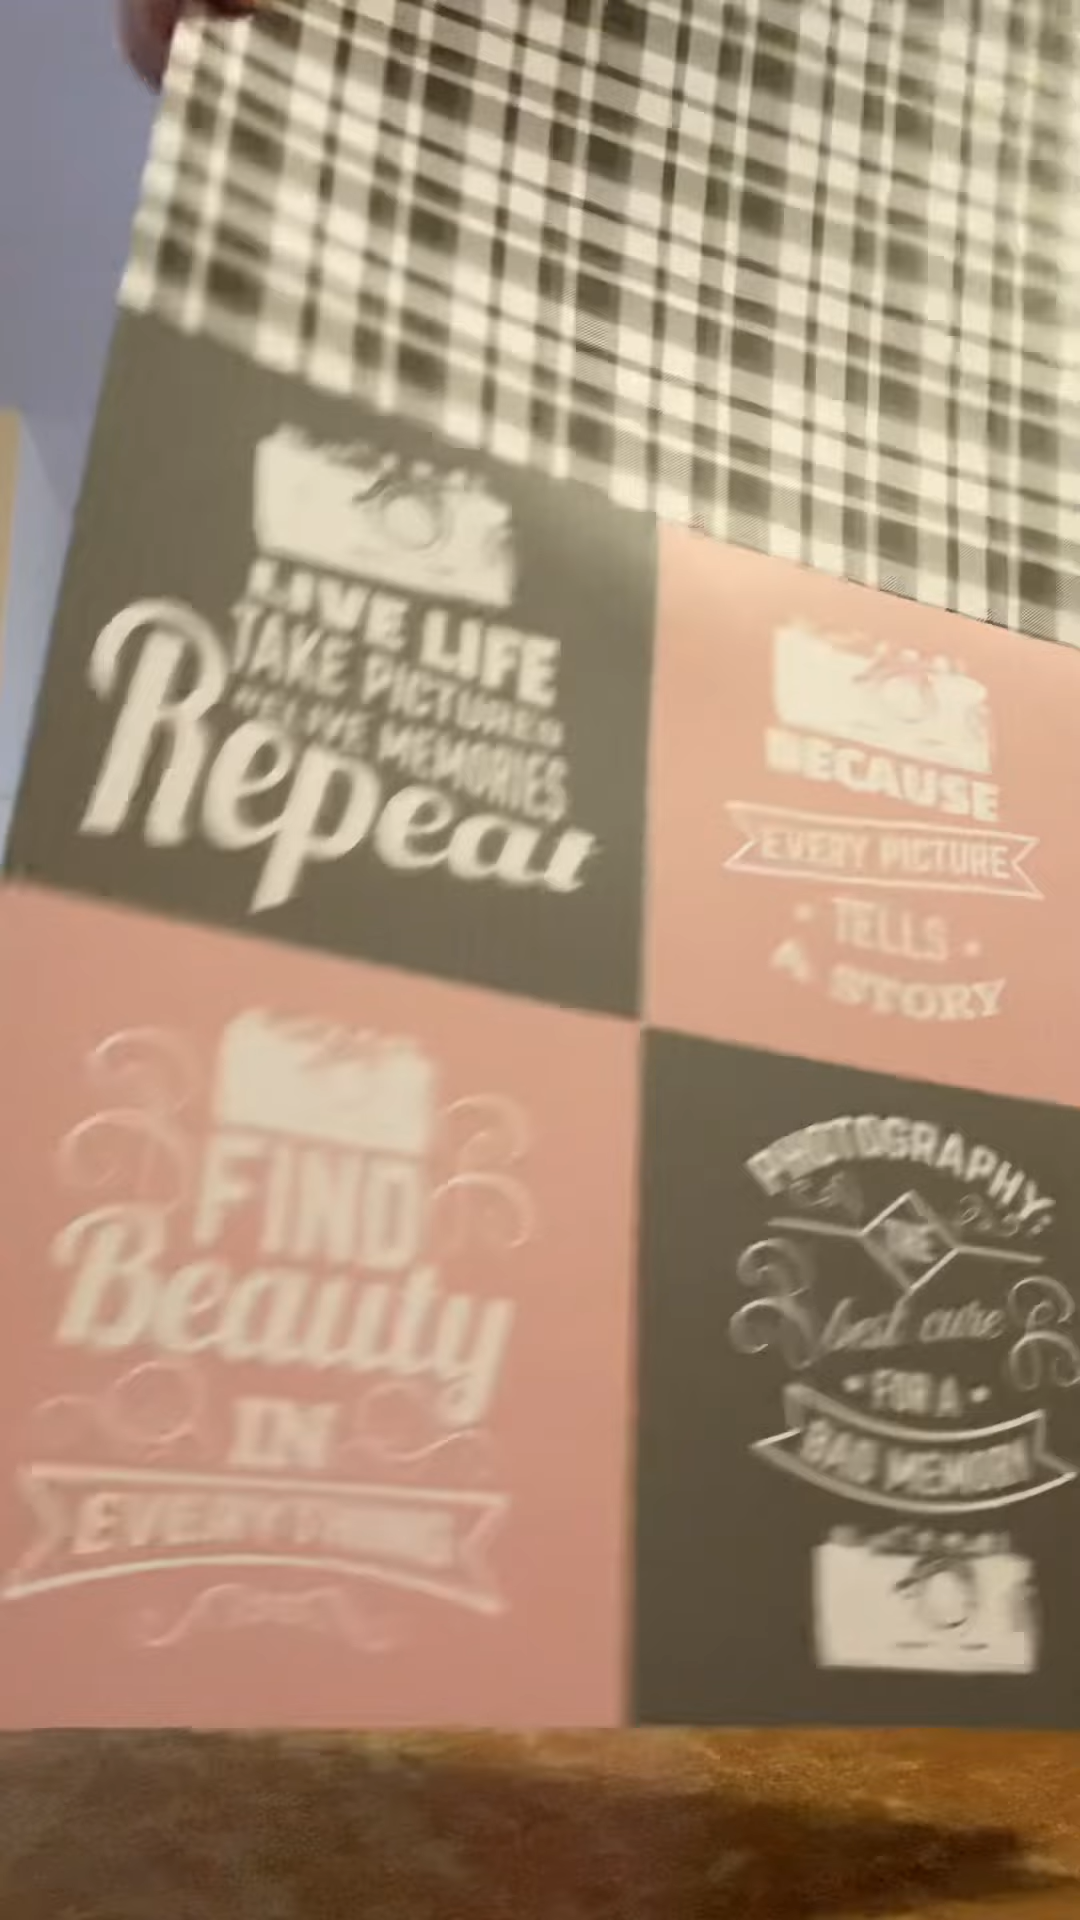 LIVE LIFE
TAKE PICTURES
RELIVE MEMORIES
Repeat
BECAUSE
EVERY PICTURE
• TELLS •
A STORY
FIND
Beauty
IN
EVERYTHING
PHOTOGRAPHY:
THE
best cure
• FOR A •
BAD MEMORY